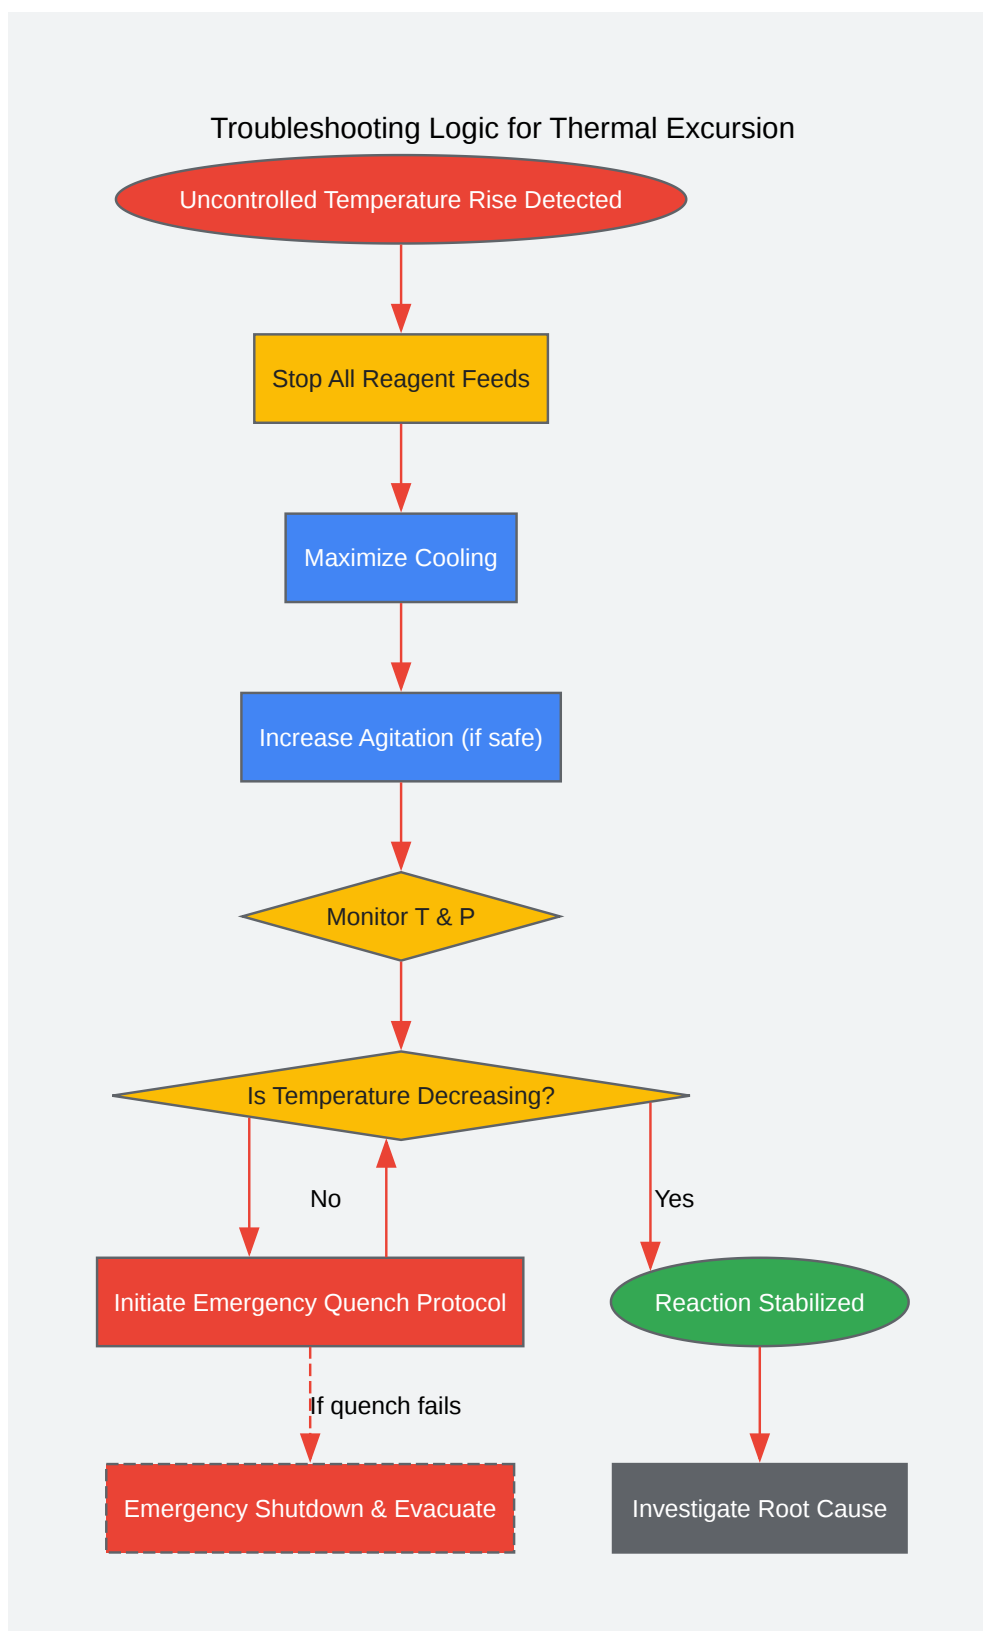 Troubleshooting Logic for Thermal Excursion
Uncontrolled Temperature Rise Detected
Stop All Reagent Feeds
Maximize Cooling
Increase Agitation (if safe)
Monitor T & P
Is Temperature Decreasing?
No
Yes
Initiate Emergency Quench Protocol
Reaction Stabilized
If quench fails
Emergency Shutdown & Evacuate
Investigate Root Cause